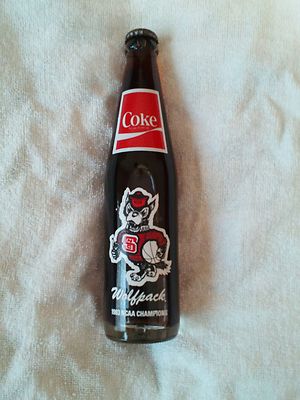 Coke
S
Wolfpack
1983 NCAA CHAMPIONS